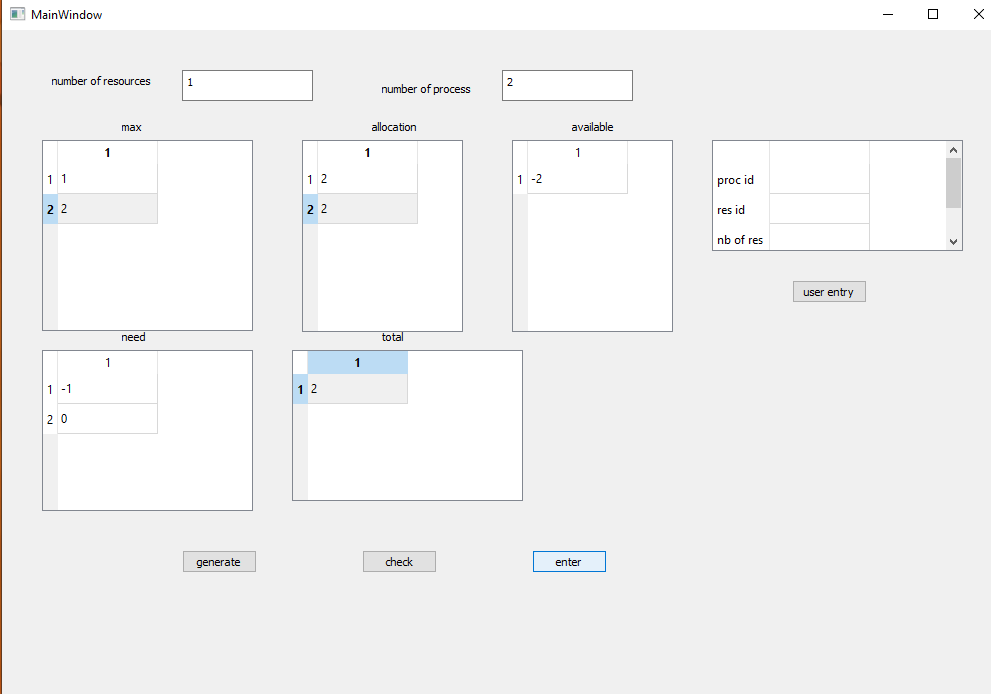 MainWindow
number of resources 1 number of process 2
max allocation available
1 1 1
1 1 1 2 1 -2 proc id
2 2 2 2 res id
nb of res
user entry
need total
1 1
1 -1 1 2
2 0
generate check enter